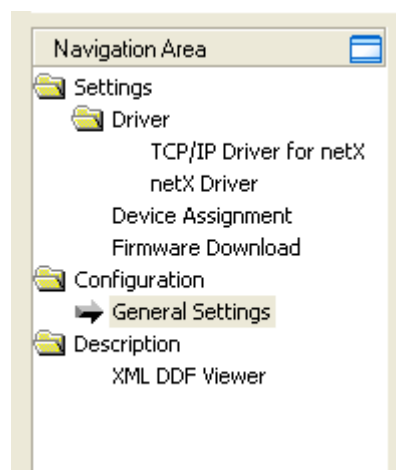 Navigation Area
Settings
Driver
TCP/IP Driver for netX
netX Driver
Device Assignment
Firmware Download
Configuration
General Settings
Description
XML DDF Viewer